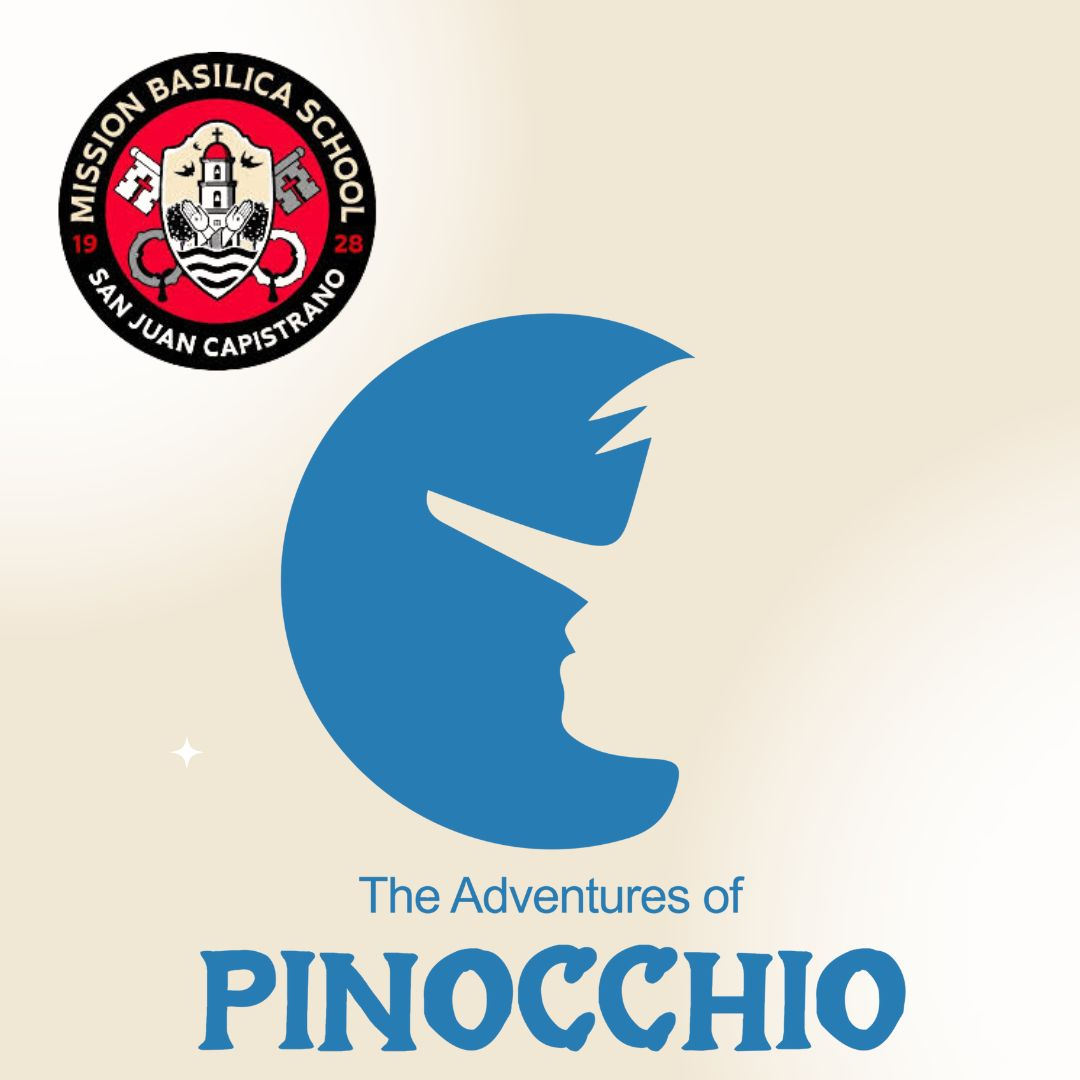 MISSION BASILICA SCHOOL
19 28
SAN JUAN CAPISTRANO
The Adventures of
PINOCCHIO